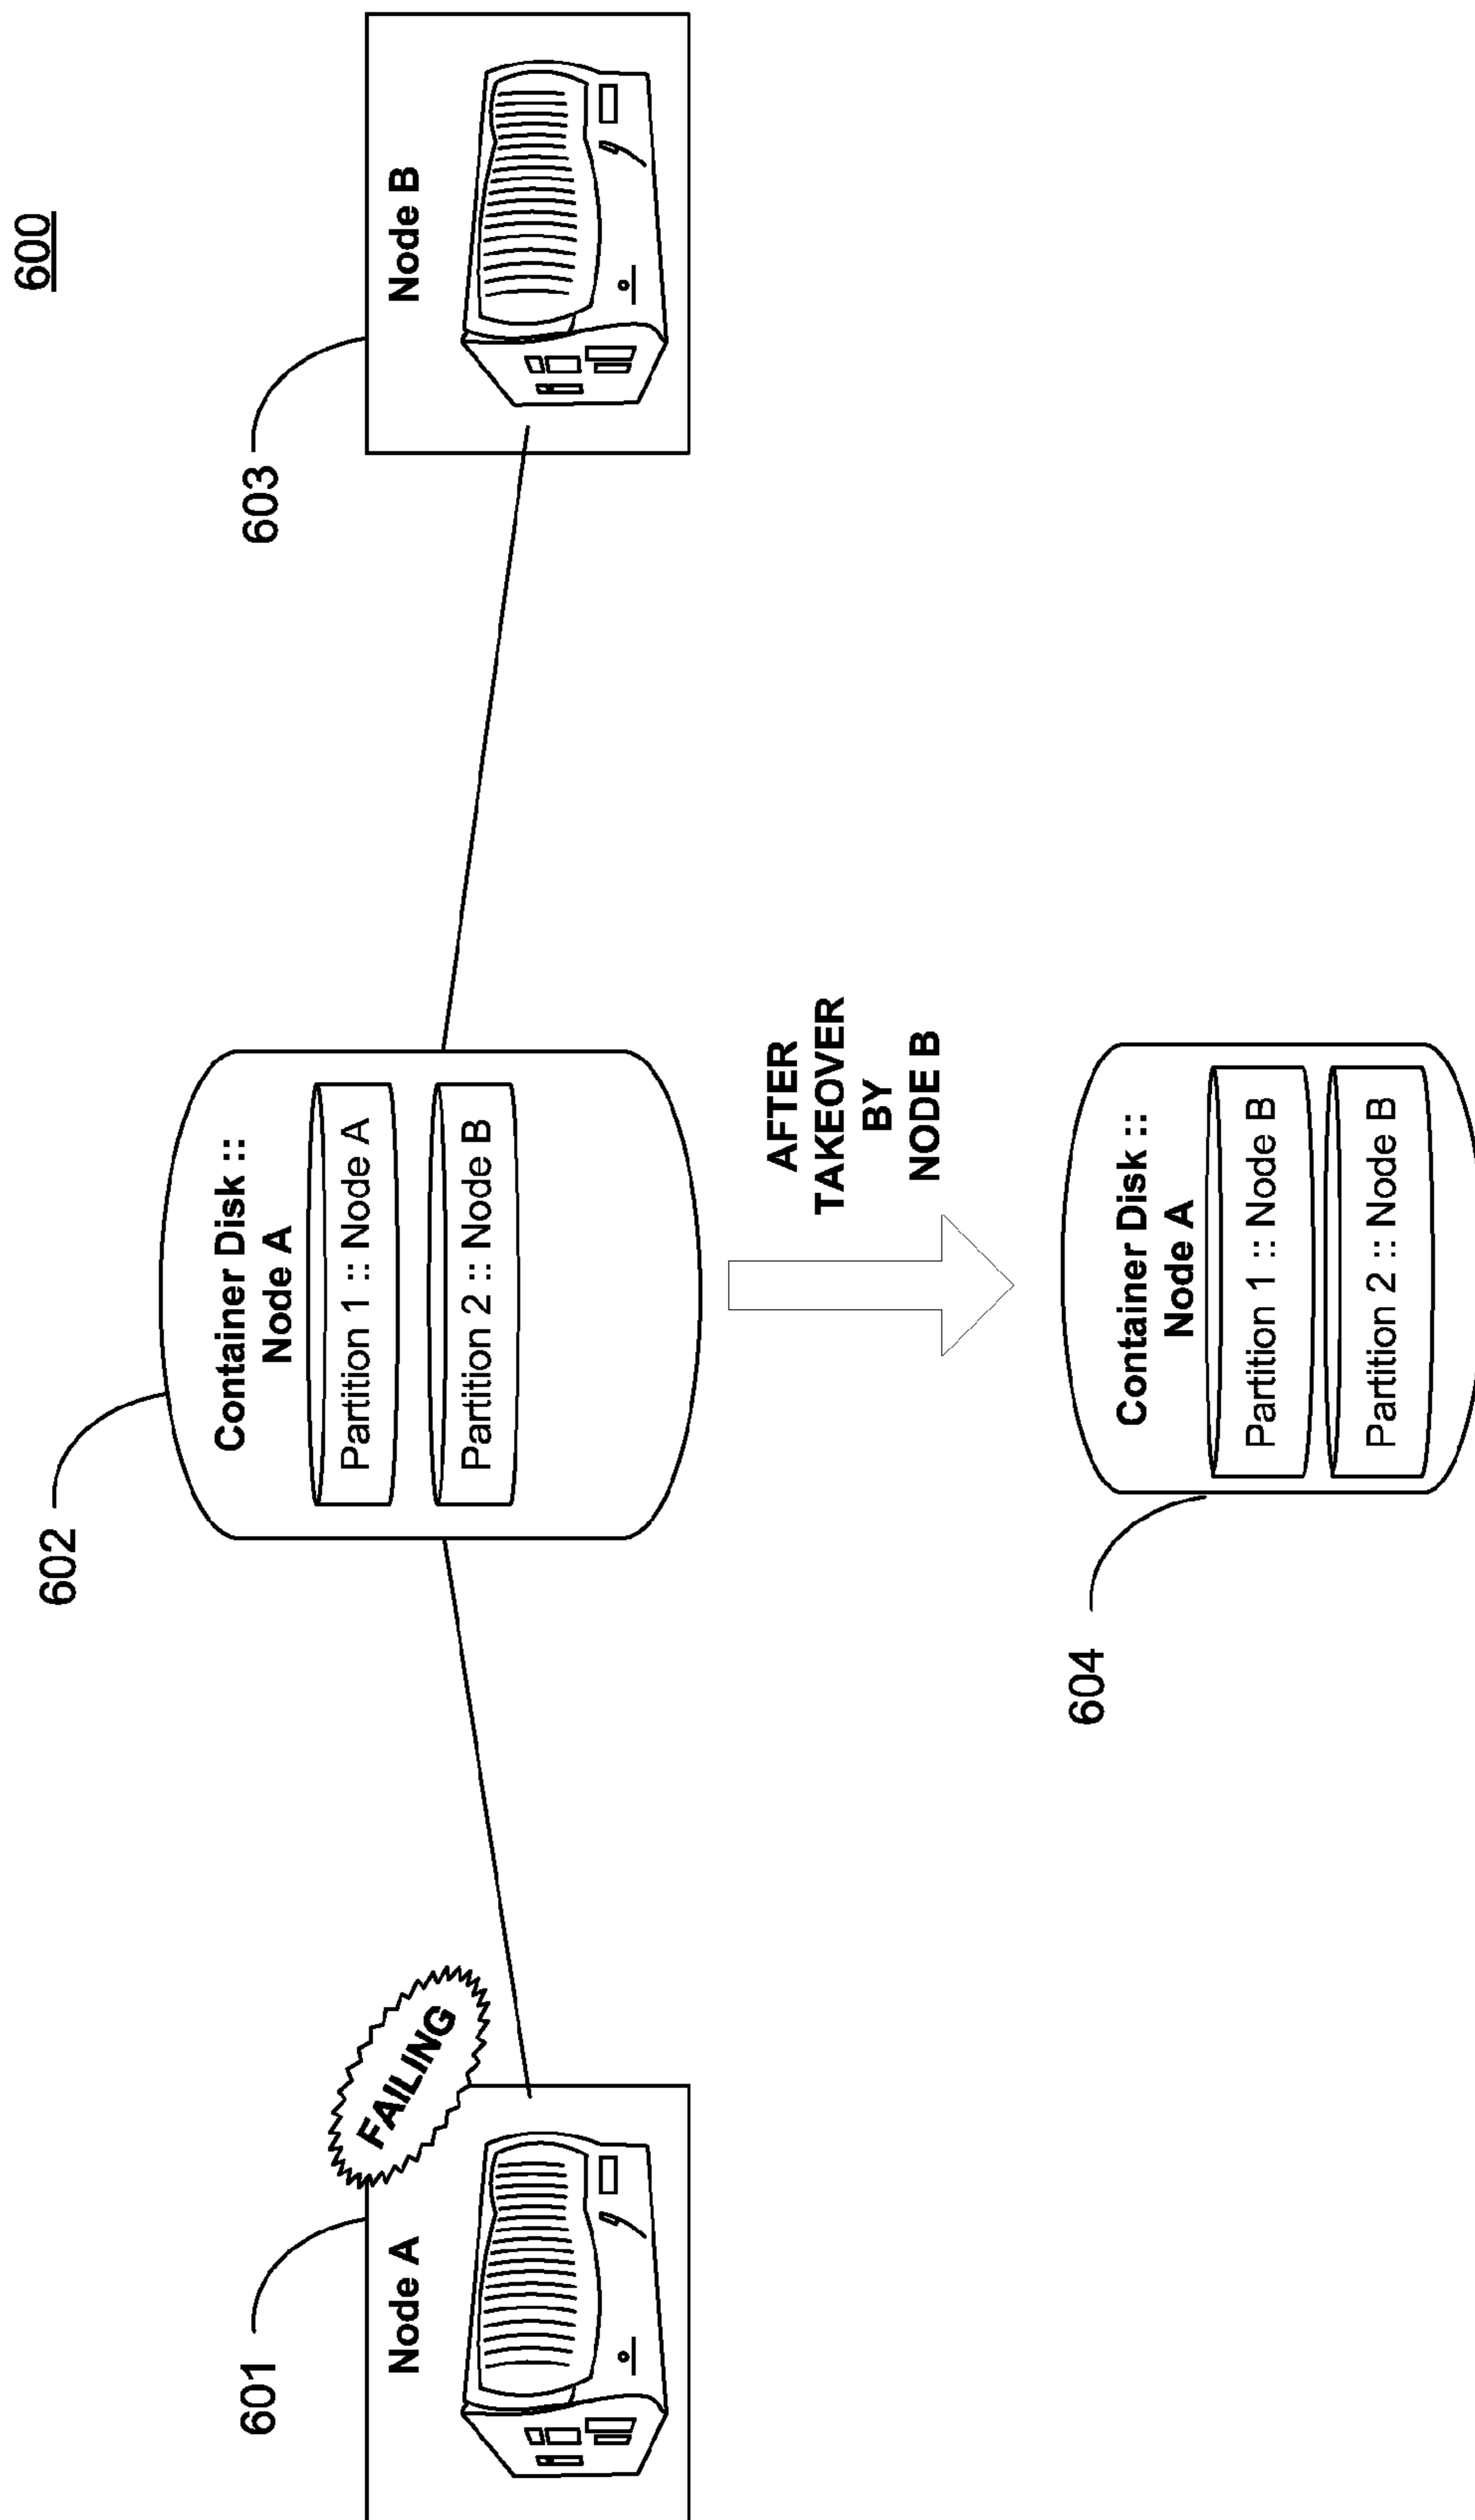 600
602
Container Disk ::
Node A
Partition 1 :: Node A
Partition 2 :: Node B
601
Node A
FAILING
603
Node B
AFTER
TAKEOVER
BY
NODE B
604
Container Disk ::
Node A
Partition 1 :: Node B
Partition 2 :: Node B